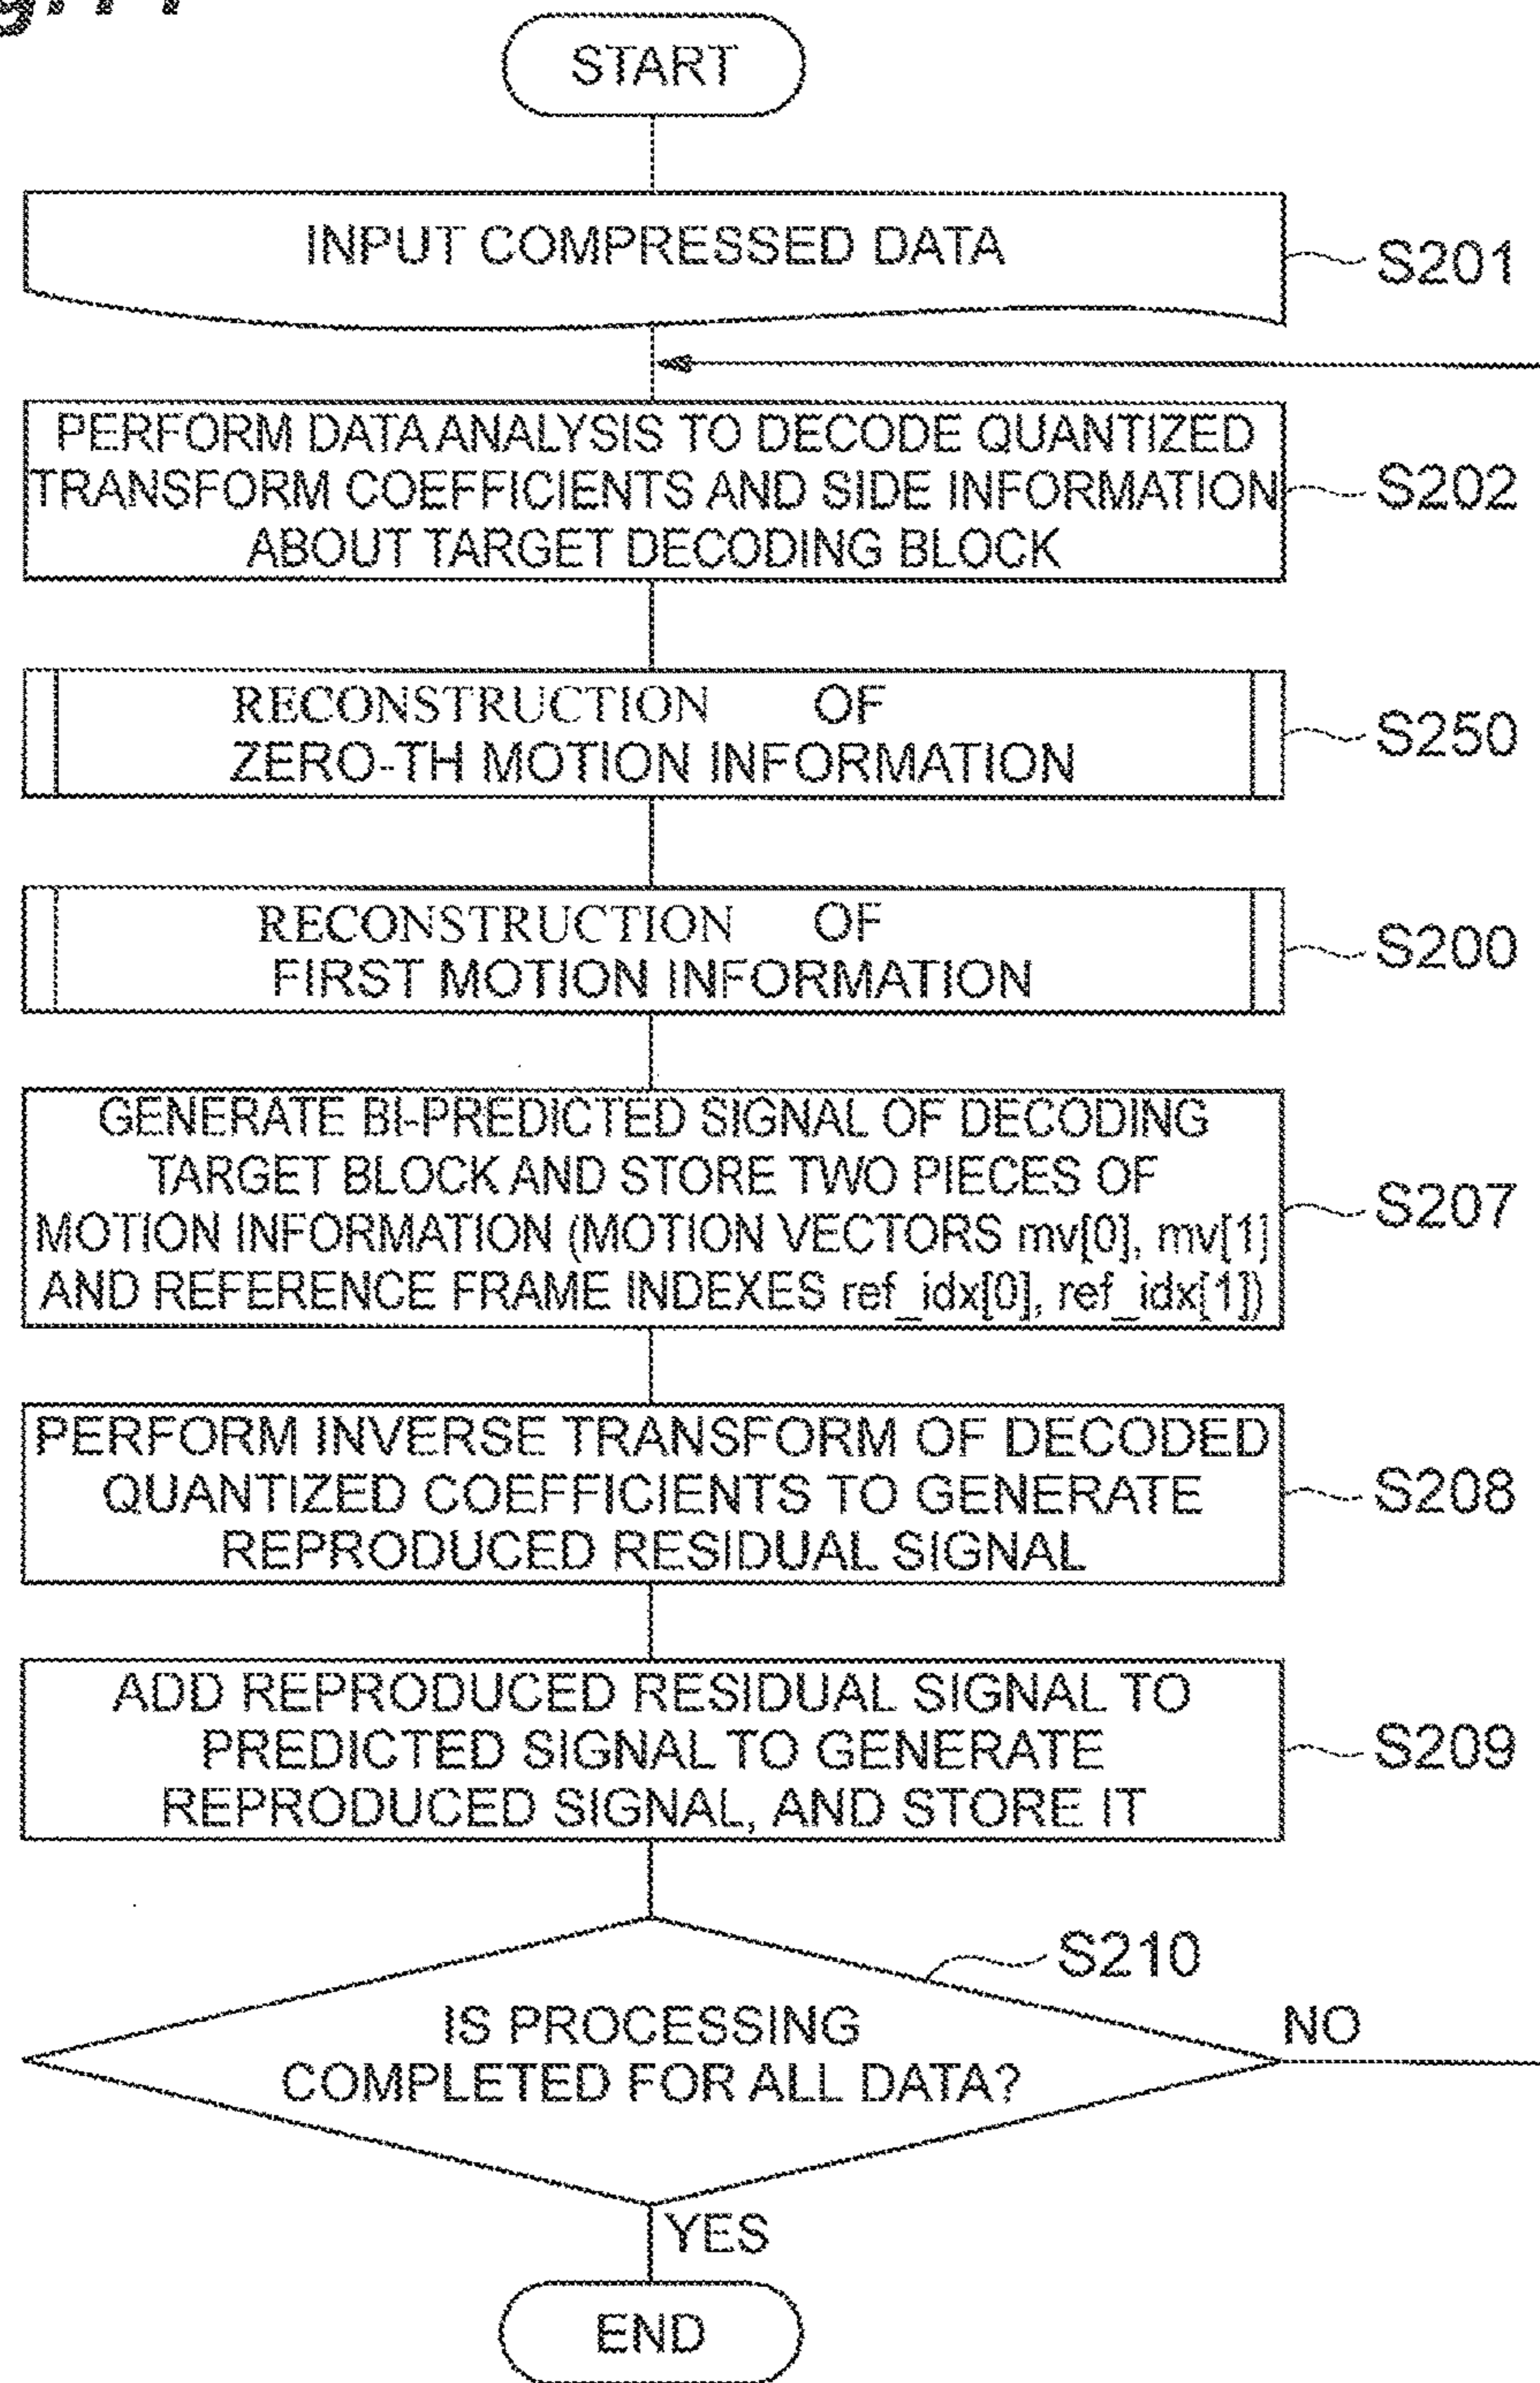 START
INPUT COMPRESSED DATA
S201
PERFORM DATA ANALYSIS TO DECODE QUANTIZED
TRANSFORM COEFFICIENTS AND SIDE INFORMATION
ABOUT TARGET DECODING BLOCK
S202
RECONSTRUCTION OF
ZERO-TH MOTION INFORMATION
S250
RECONSTRUCTION OF
FIRST MOTION INFORMATION
S200
GENERATE BI-PREDICTED SIGNAL OF DECODING
TARGET BLOCK AND STORE TWO PIECES OF
MOTION INFORMATION (MOTION VECTORS mv[0], mv[1]
AND REFERENCE FRAME INDEXES ref_idx[0], ref_idx[1])
S207
PERFORM INVERSE TRANSFORM OF DECODED
QUANTIZED COEFFICIENTS TO GENERATE
REPRODUCED RESIDUAL SIGNAL
S208
ADD REPRODUCED RESIDUAL SIGNAL TO
PREDICTED SIGNAL TO GENERATE
REPRODUCED SIGNAL, AND STORE IT
S209
S210
IS PROCESSING
COMPLETED FOR ALL DATA?
NO
YES
END